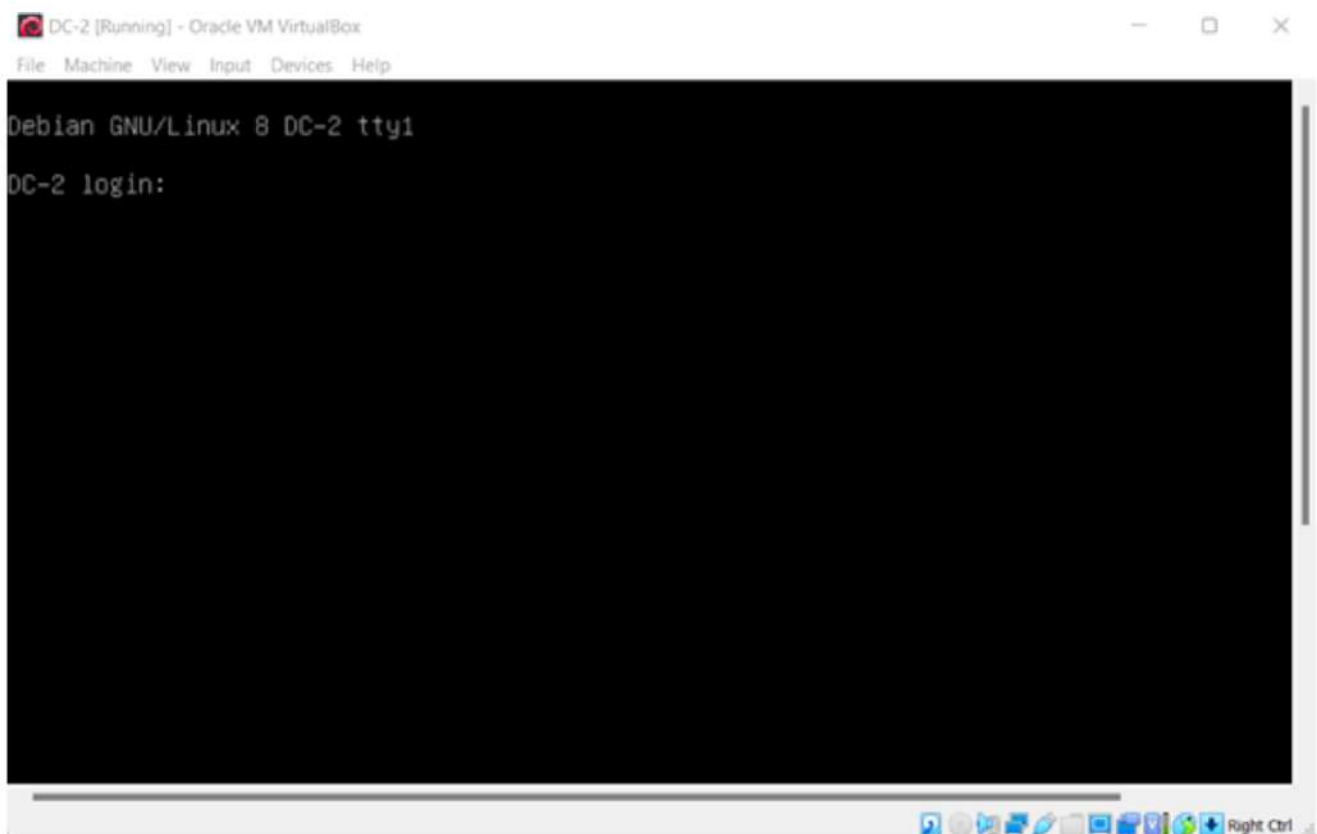 DC-2 [Running] - Oracle VM VirtualBox
File Machine View Input Devices Help
Debian GNU/Linux 8 DC-2 tty1
DC-2 login:
Right Ctrl